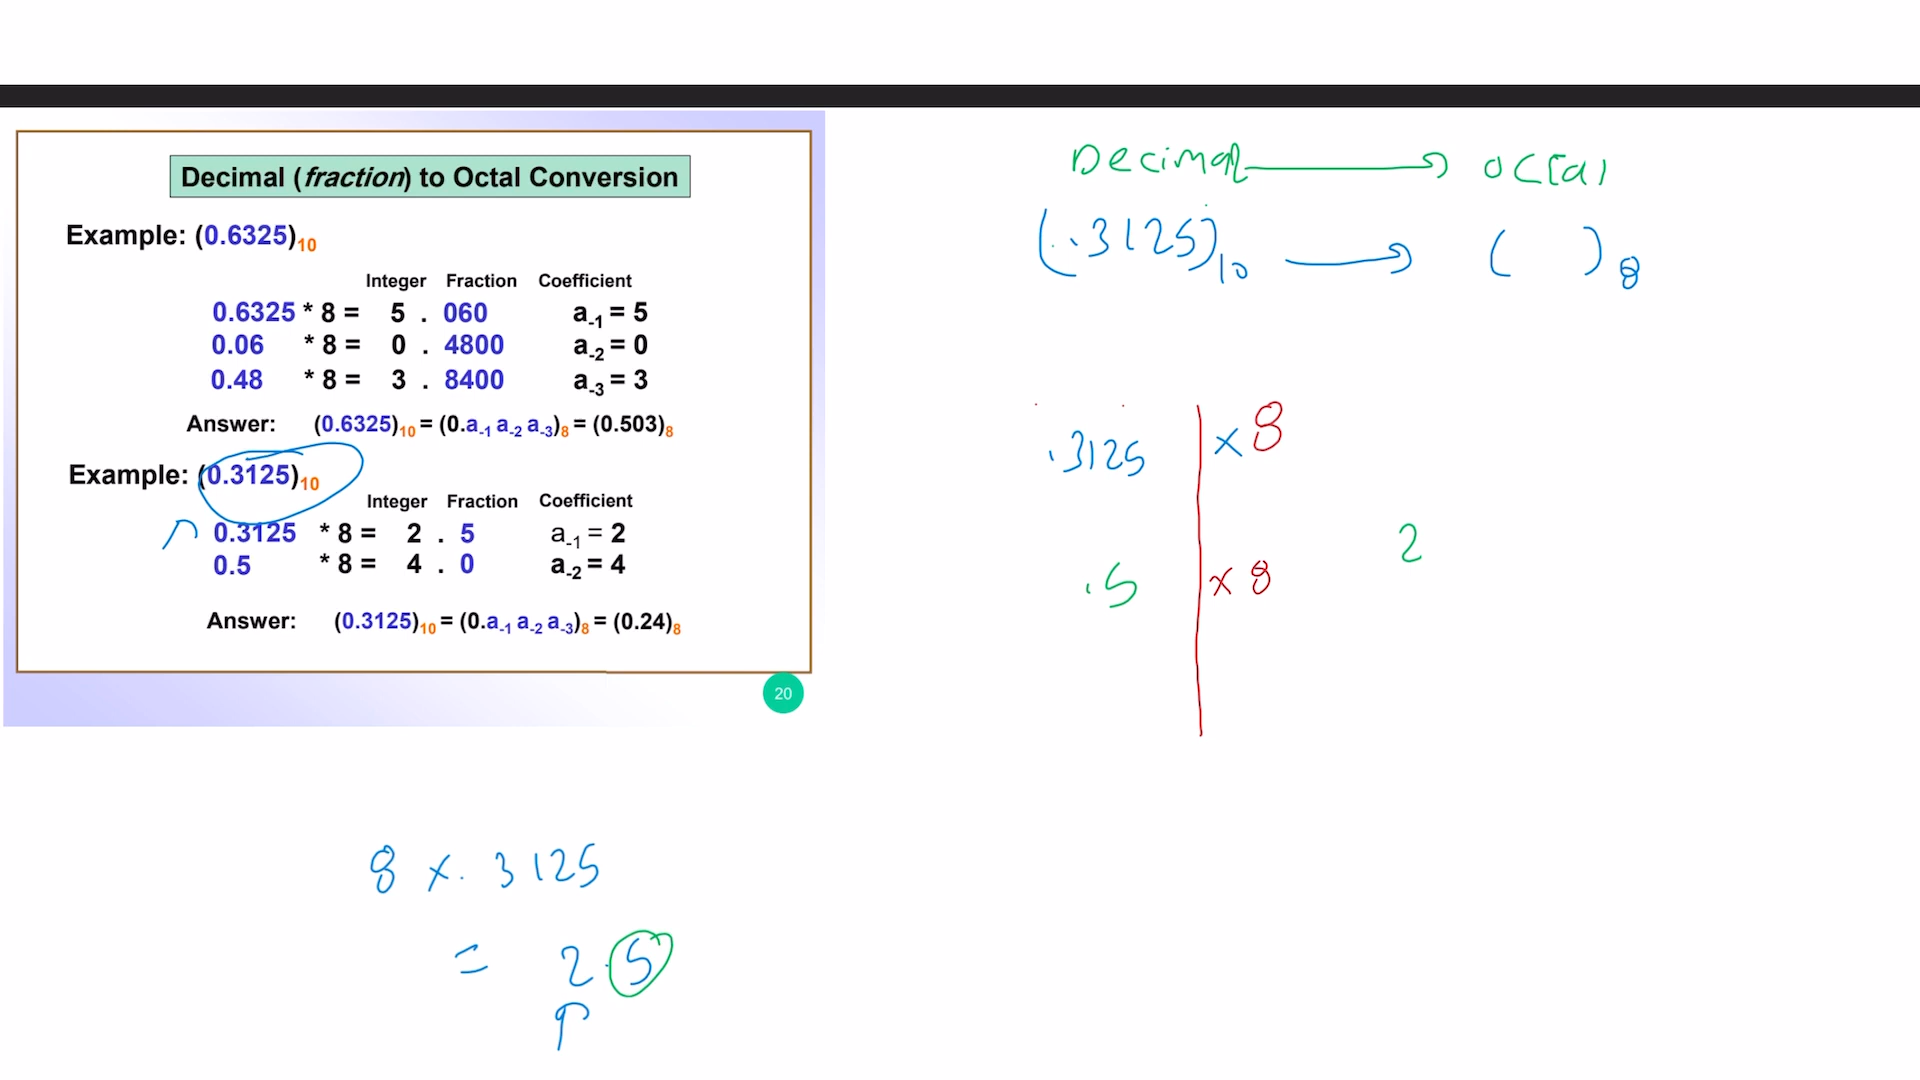 Decimal (fraction) to Octal Conversion
Example: (0.6325)10
Integer Fraction Coefficient
0.6325 * 8 = 5 . 060 a-1 = 5
0.06 * 8 = 0 . 4800 a-2 = 0
0.48 * 8 = 3 . 8400 a-3 = 3
Answer: (0.6325)10 = (0.a-1 a-2 a-3)8 = (0.503)8
Example: (0.3125)10
Integer Fraction Coefficient
0.3125 * 8 = 2 . 5 a-1 = 2
0.5 * 8 = 4 . 0 a-2 = 4
Answer: (0.3125)10 = (0.a-1 a-2 a-3)8 = (0.24)8
20
8 x .3125
= 2.5
Decimal → octal
(.3125)10 → ( )8
.3125 x 8
2
.5 x 8